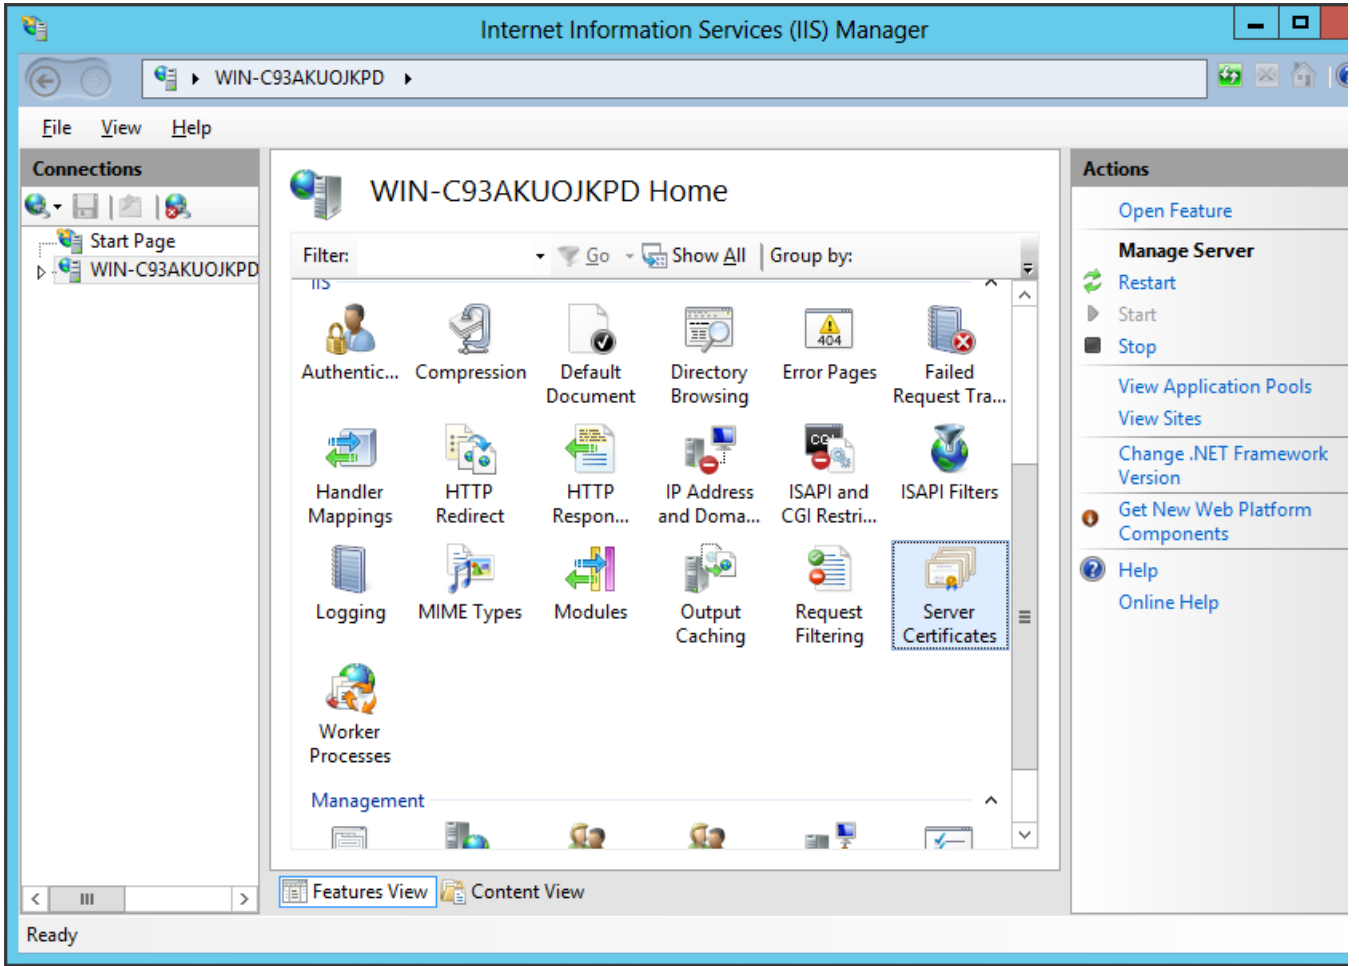 Internet Information Services (IIS) Manager
WIN-C93AKUOJKPD
File View Help
Connections
Start Page
WIN-C93AKUOJKPD
WIN-C93AKUOJKPD Home
Filter: Go Show All Group by:
IIS
Authentic... Compression Default Document Directory Browsing Error Pages Failed Request Tra...
Handler Mappings HTTP Redirect HTTP Respon... IP Address and Doma... ISAPI and CGI Restri... ISAPI Filters
Logging MIME Types Modules Output Caching Request Filtering Server Certificates
Worker Processes
Management
Features View Content View
Actions
Open Feature
Manage Server
Restart
Start
Stop
View Application Pools
View Sites
Change .NET Framework
Version
Get New Web Platform
Components
Help
Online Help
Ready